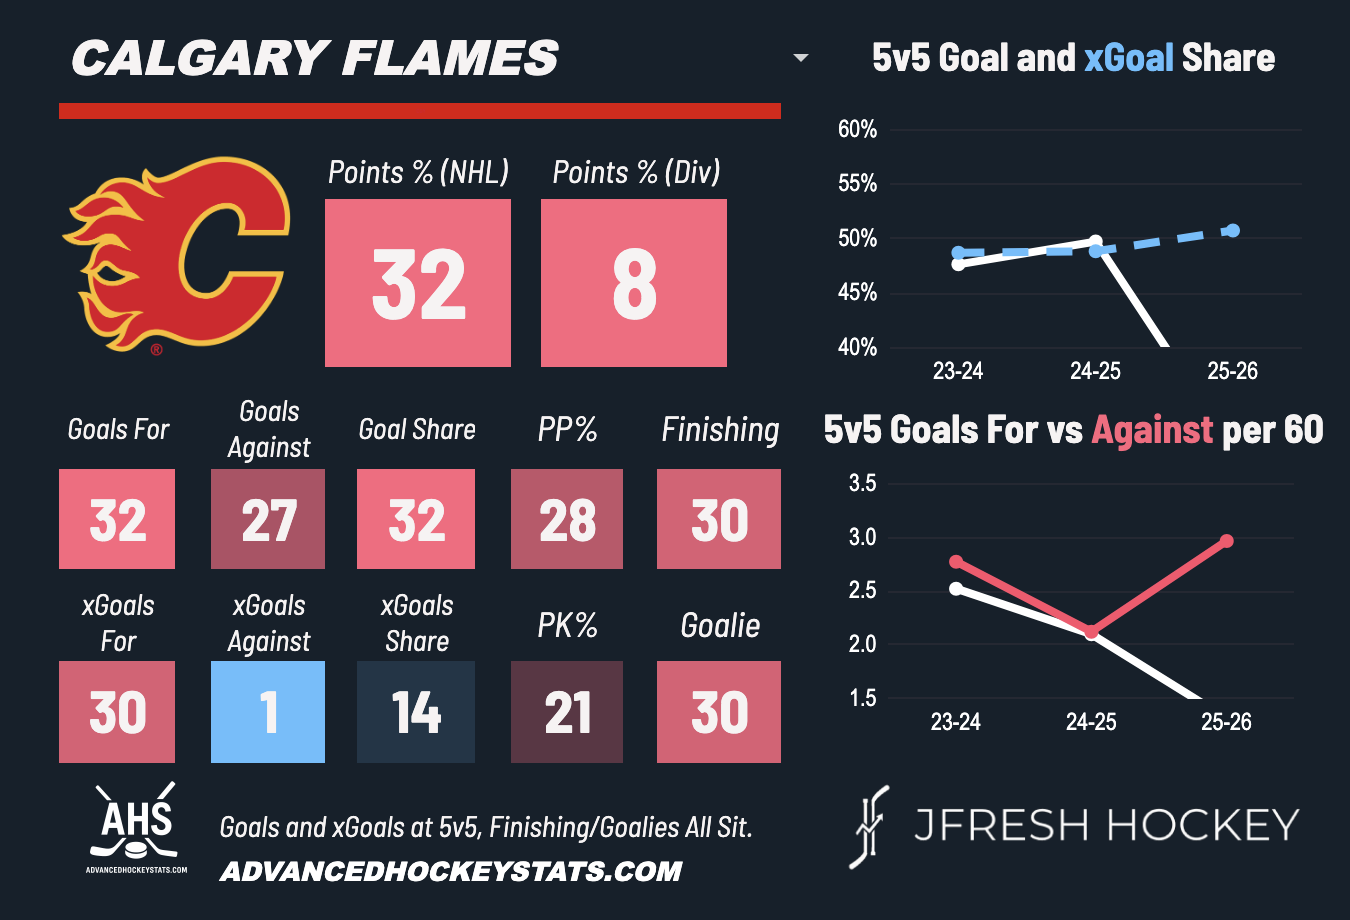 CALGARY FLAMES
Points % (NHL)
Points % (Div)
32
8
®
Goals For
Goals
Against
Goal Share
PP%
Finishing
32
27
32
28
30
xGoals
For
xGoals
Against
xGoals
Share
PK%
Goalie
30
1
14
21
30
AHS
ADVANCEDHOCKEYSTATS.COM
Goals and xGoals at 5v5, Finishing/Goalies All Sit.
ADVANCEDHOCKEYSTATS.COM
5v5 Goal and xGoal Share
60%
55%
50%
45%
40%
23-24
24-25
25-26
5v5 Goals For vs Against per 60
3.5
3.0
2.5
2.0
1.5
23-24
24-25
25-26
JFRESH HOCKEY